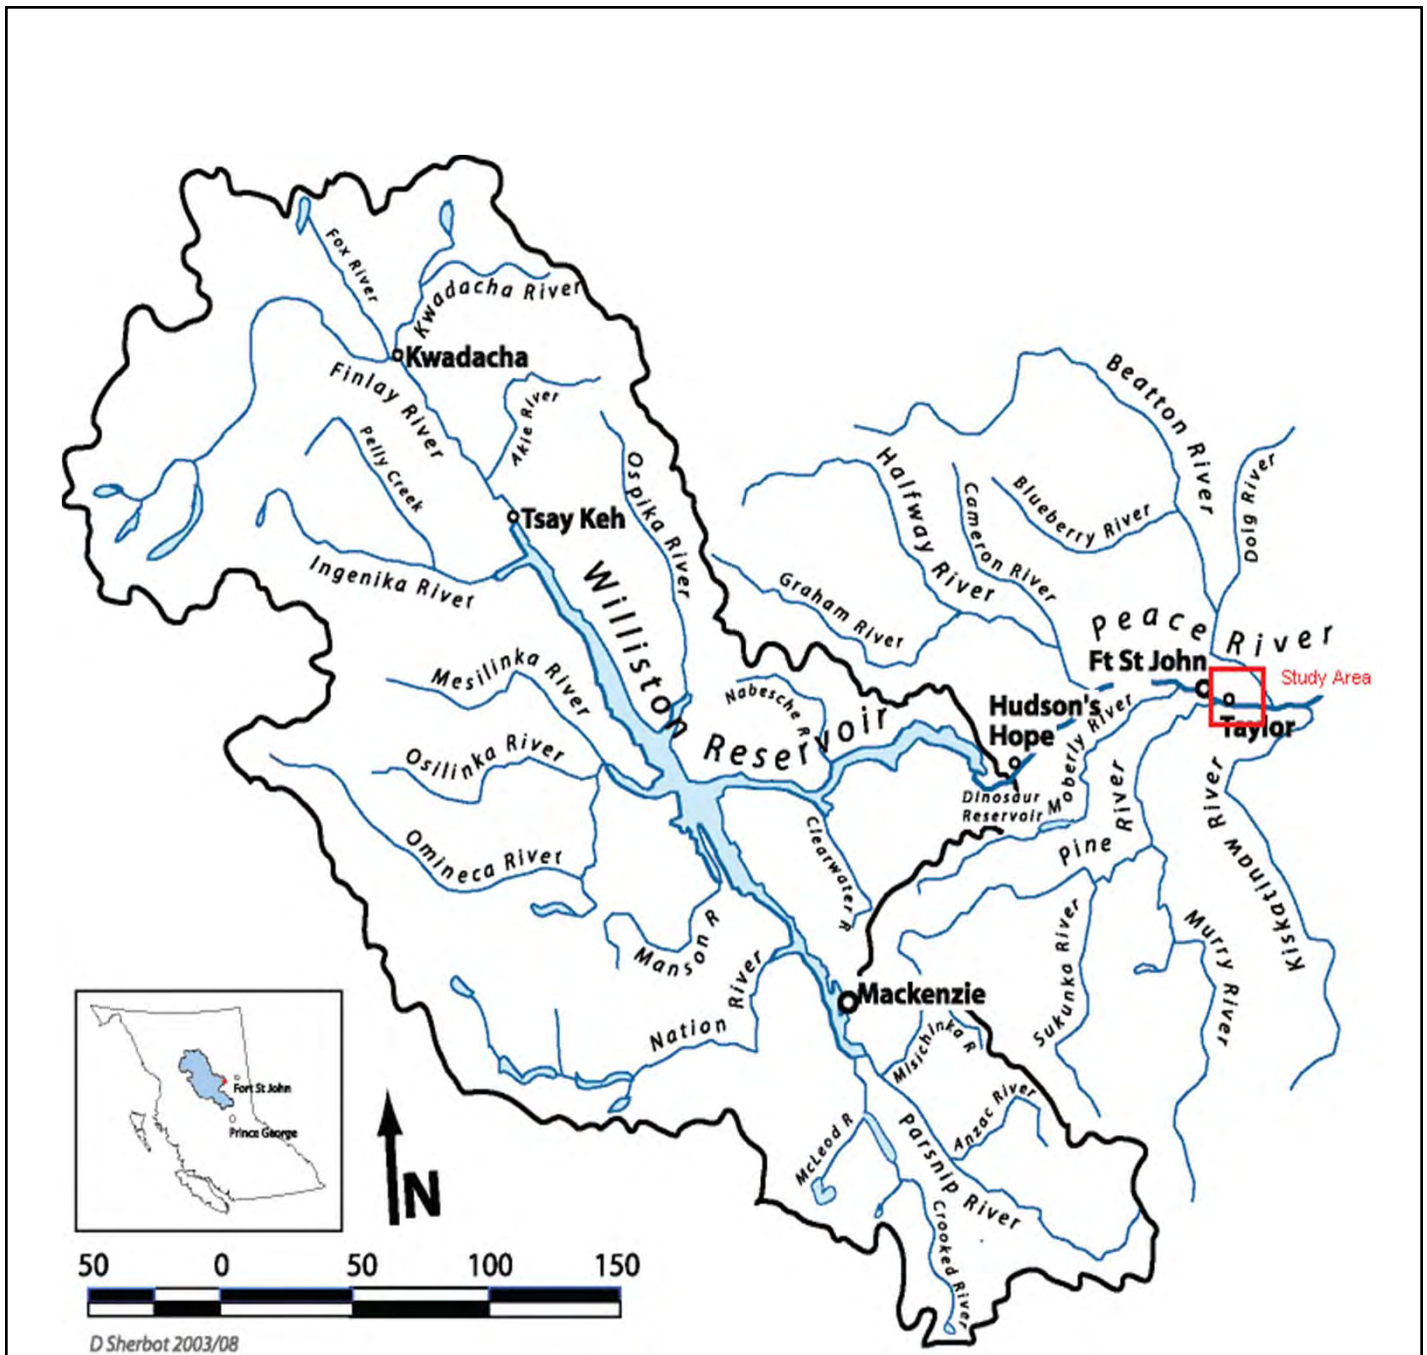 Fox River
Kwadacha River
Kwadacha
Finlay River
Akie River
Pelly Creek
Ospika River
Tsay Keh
Ingenika River
Williston Reservoir
Mesilinka River
Osilinka River
Omineca River
Manson R
Nation River
Nabesche R
Clearwater R
Dinosaur
Reservoir
Hudson's
Hope
Halfway River
Cameron River
Blueberry River
Beatton River
Doig River
Graham River
Peace River
Ft St John
Study Area
Taylor
Moberly River
Pine River
Kiskatinaw River
Murry River
Sukunka River
Mackenzie
Misichinka R
Anzac River
Parsnip River
McLeod R
Crooked River
Fort St John
Prince George
N
50 0 50 100 150
D Sherbot 2003/08